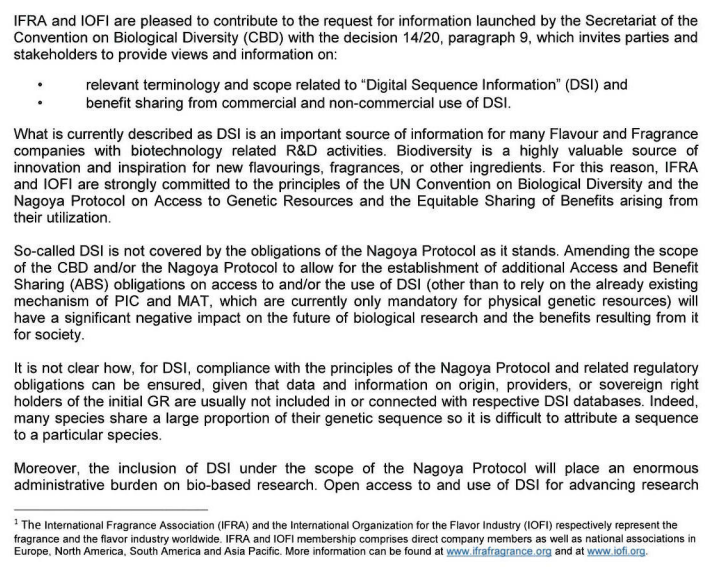 IFRA and IOFI are pleased to contribute to the request for information launched by the Secretariat of the
Convention on Biological Diversity (CBD) with the decision 14/20, paragraph 9, which invites parties and
stakeholders to provide views and information on:
• relevant terminology and scope related to “Digital Sequence Information” (DSI) and
• benefit sharing from commercial and non-commercial use of DSI.
What is currently described as DSI is an important source of information for many Flavour and Fragrance
companies with biotechnology related R&D activities. Biodiversity is a highly valuable source of
innovation and inspiration for new flavourings, fragrances, or other ingredients. For this reason, IFRA
and IOFI are strongly committed to the principles of the UN Convention on Biological Diversity and the
Nagoya Protocol on Access to Genetic Resources and the Equitable Sharing of Benefits arising from
their utilization.
So-called DSI is not covered by the obligations of the Nagoya Protocol as it stands. Amending the scope
of the CBD and/or the Nagoya Protocol to allow for the establishment of additional Access and Benefit
Sharing (ABS) obligations on access to and/or the use of DSI (other than to rely on the already existing
mechanism of PIC and MAT, which are currently only mandatory for physical genetic resources) will
have a significant negative impact on the future of biological research and the benefits resulting from it
for society.
It is not clear how, for DSI, compliance with the principles of the Nagoya Protocol and related regulatory
obligations can be ensured, given that data and information on origin, providers, or sovereign right
holders of the initial GR are usually not included in or connected with respective DSI databases. Indeed,
many species share a large proportion of their genetic sequence so it is difficult to attribute a sequence
to a particular species.
Moreover, the inclusion of DSI under the scope of the Nagoya Protocol will place an enormous
administrative burden on bio-based research. Open access to and use of DSI for advancing research
1 The International Fragrance Association (IFRA) and the International Organization for the Flavor Industry (IOFI) respectively represent the
fragrance and the flavor industry worldwide. IFRA and IOFI membership comprises direct company members as well as national associations in
Europe, North America, South America and Asia Pacific. More information can be found at www.ifrafragrance.org and at www.iofi.org.